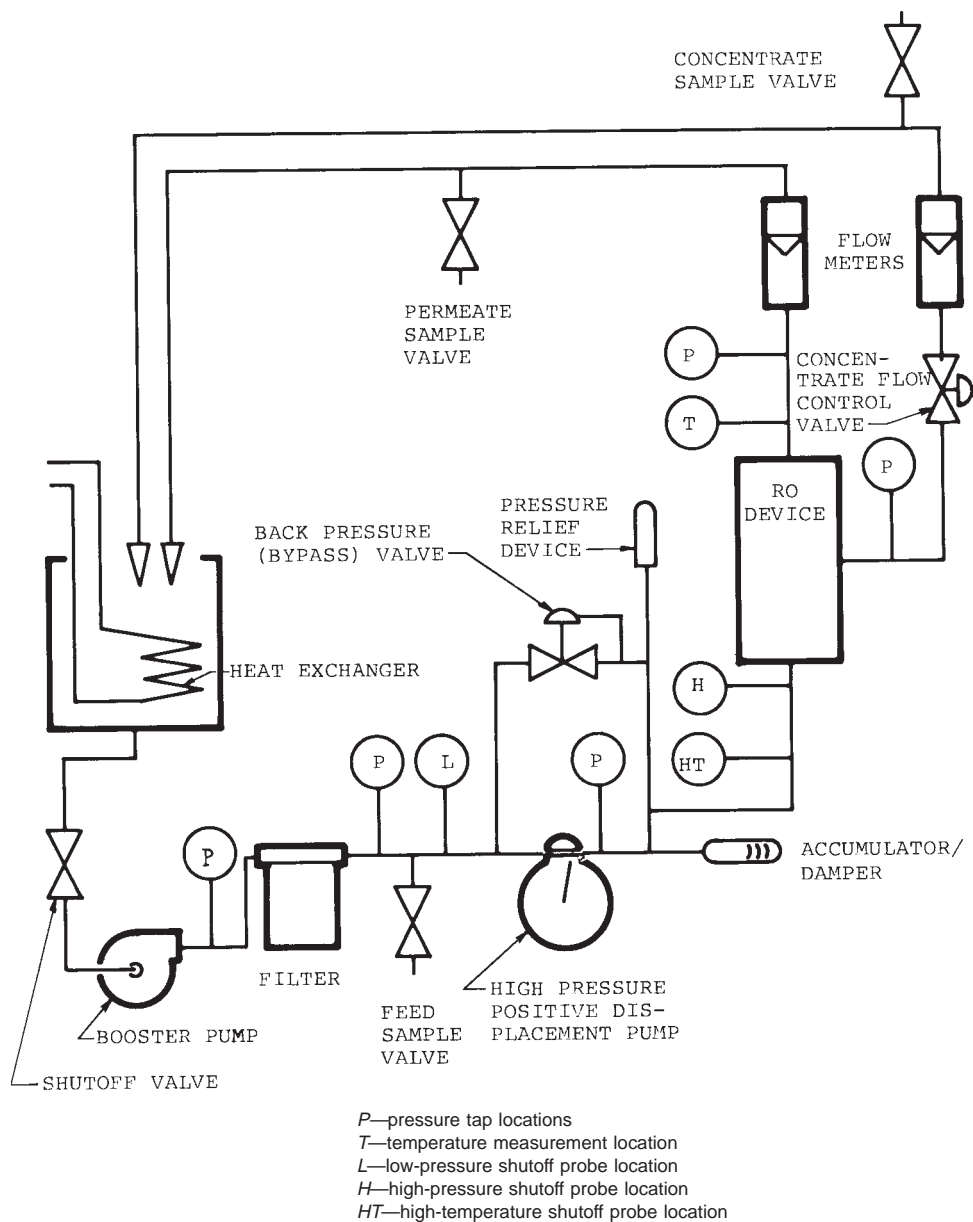 CONCENTRATE
SAMPLE VALVE
PERMEATE
SAMPLE
VALVE
FLOW
METERS
P
CONCEN-
TRATE FLOW
CONTROL
VALVE
T
P
RO
DEVICE
PRESSURE
RELIEF
DEVICE
BACK PRESSURE
(BYPASS) VALVE
HEAT EXCHANGER
H
HT
P
L
P
P
ACCUMULATOR/
DAMPER
FILTER
FEED
SAMPLE
VALVE
HIGH PRESSURE
POSITIVE DIS-
PLACEMENT PUMP
BOOSTER PUMP
SHUTOFF VALVE
P—pressure tap locations
T—temperature measurement location
L—low-pressure shutoff probe location
H—high-pressure shutoff probe location
HT—high-temperature shutoff probe location